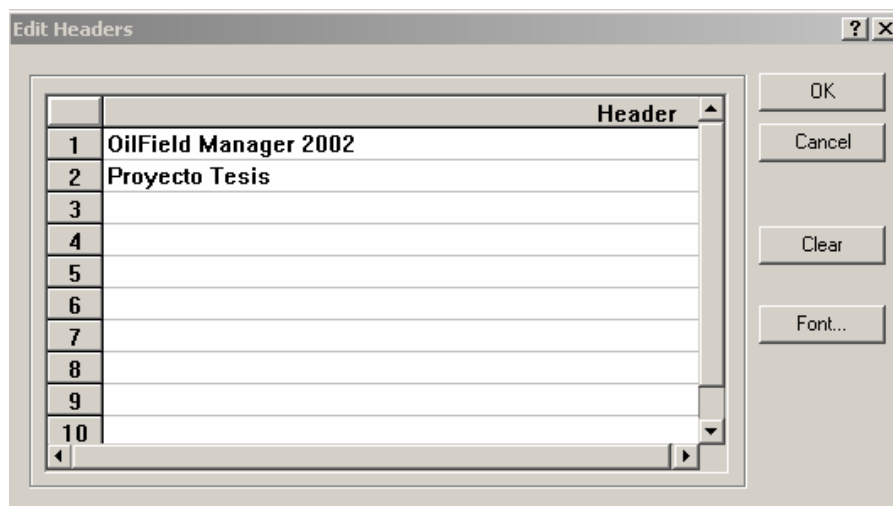 Edit Headers
? X
Header
OK
1 OilField Manager 2002
Cancel
2 Proyecto Tesis
3
4
Clear
5
6
7
Font...
8
9
10